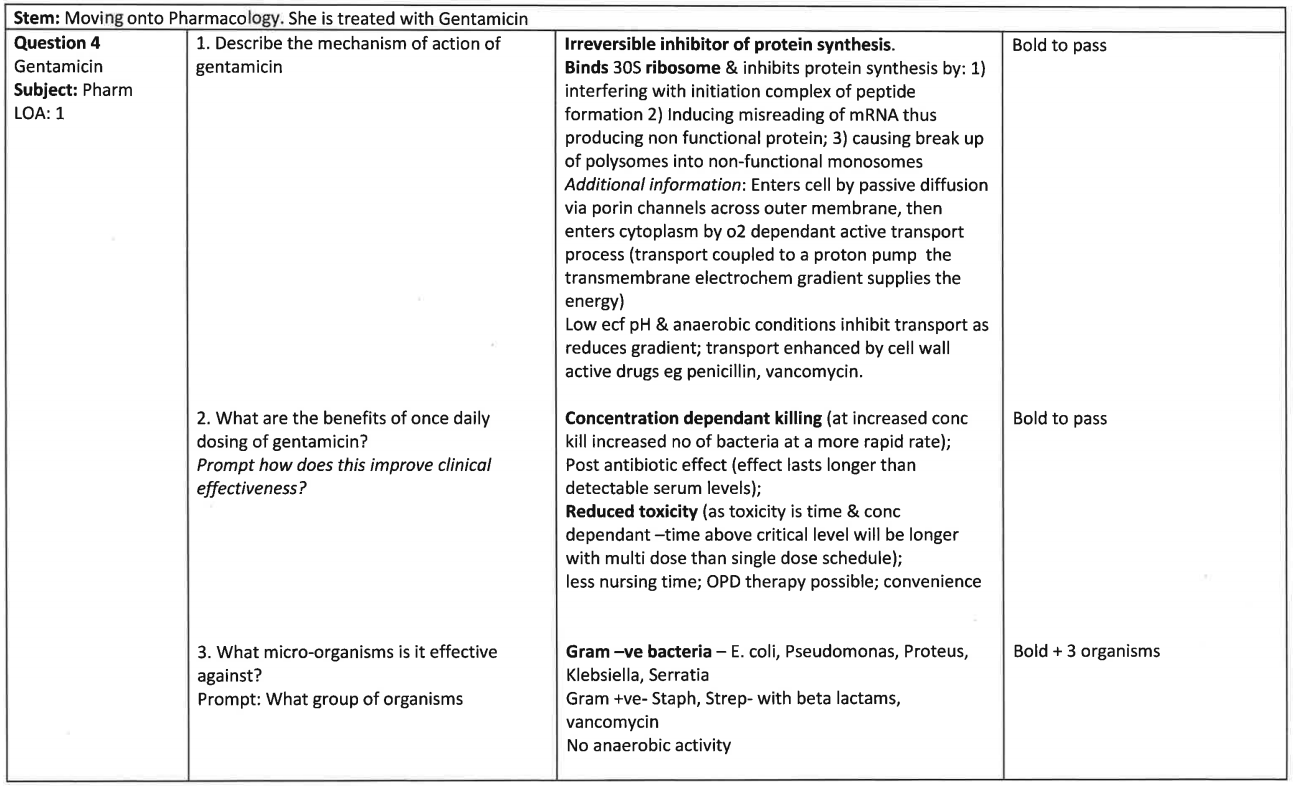 Stem: Moving onto Pharmacology. She is treated with Gentamicin
Question 4
Gentamicin
Subject: Pharm
LOA: 1
1. Describe the mechanism of action of
gentamicin
Irreversible inhibitor of protein synthesis.
Binds 30S ribosome & inhibits protein synthesis by: 1)
interfering with initiation complex of peptide
formation 2) Inducing misreading of mRNA thus
producing non functional protein; 3) causing break up
of polysomes into non-functional monosomes
Additional information: Enters cell by passive diffusion
via porin channels across outer membrane, then
enters cytoplasm by o2 dependant active transport
process (transport coupled to a proton pump the
transmembrane electrochem gradient supplies the
energy)
Low ecf pH & anaerobic conditions inhibit transport as
reduces gradient; transport enhanced by cell wall
active drugs eg penicillin, vancomycin.
Bold to pass
2. What are the benefits of once daily
dosing of gentamicin?
Prompt how does this improve clinical
effectiveness?
Concentration dependant killing (at increased conc
kill increased no of bacteria at a more rapid rate);
Post antibiotic effect (effect lasts longer than
detectable serum levels);
Reduced toxicity (as toxicity is time & conc
dependant –time above critical level will be longer
with multi dose than single dose schedule);
less nursing time; OPD therapy possible; convenience
Bold to pass
3. What micro-organisms is it effective
against?
Prompt: What group of organisms
Gram –ve bacteria – E. coli, Pseudomonas, Proteus,
Klebsiella, Serratia
Gram +ve- Staph, Strep- with beta lactams,
vancomycin
No anaerobic activity
Bold + 3 organisms